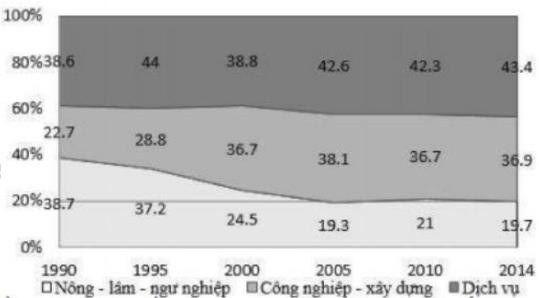 100%
80% 38.6 44 38.8 42.6 42.3 43.4
60%
22.7 28.8 36.7 38.1 36.7 36.9
40%
20% 38.7 37.2 24.5 19.3 21 19.7
0%
1990 1995 2000 2005 2010 2014
Nông - lâm - ngư nghiệp Công nghiệp - xây dựng Dịch vụ